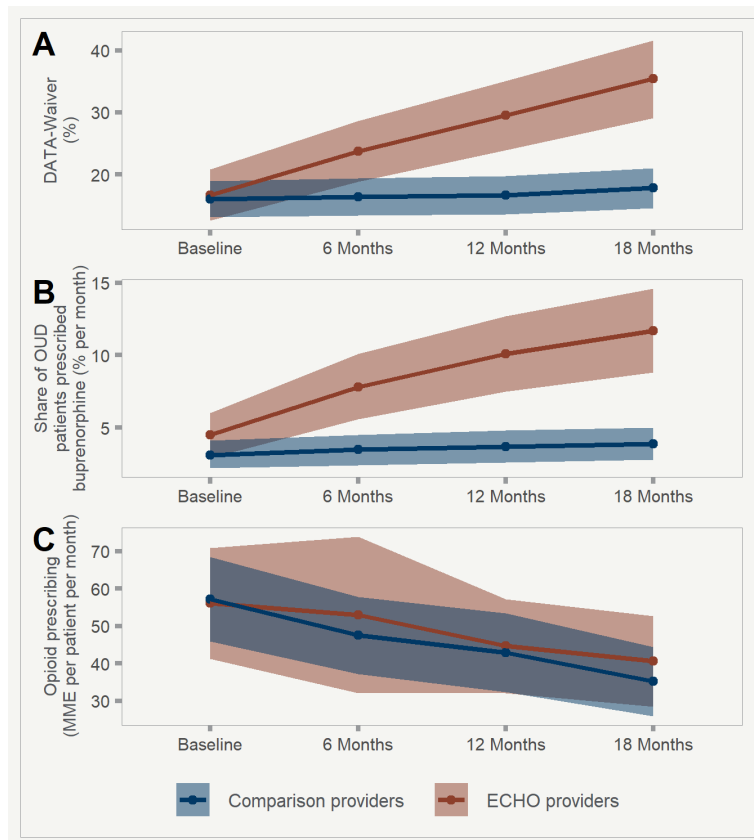 A
DATA-Waiver
(%)
40
30
20
Baseline
6 Months
12 Months
18 Months
B
Share of OUD
patients prescribed
buprenorphine (% per month)
15
10
5
Baseline
6 Months
12 Months
18 Months
C
Opioid prescribing
(MME per patient per month)
70
60
50
40
30
Baseline
6 Months
12 Months
18 Months
Comparison providers
ECHO providers